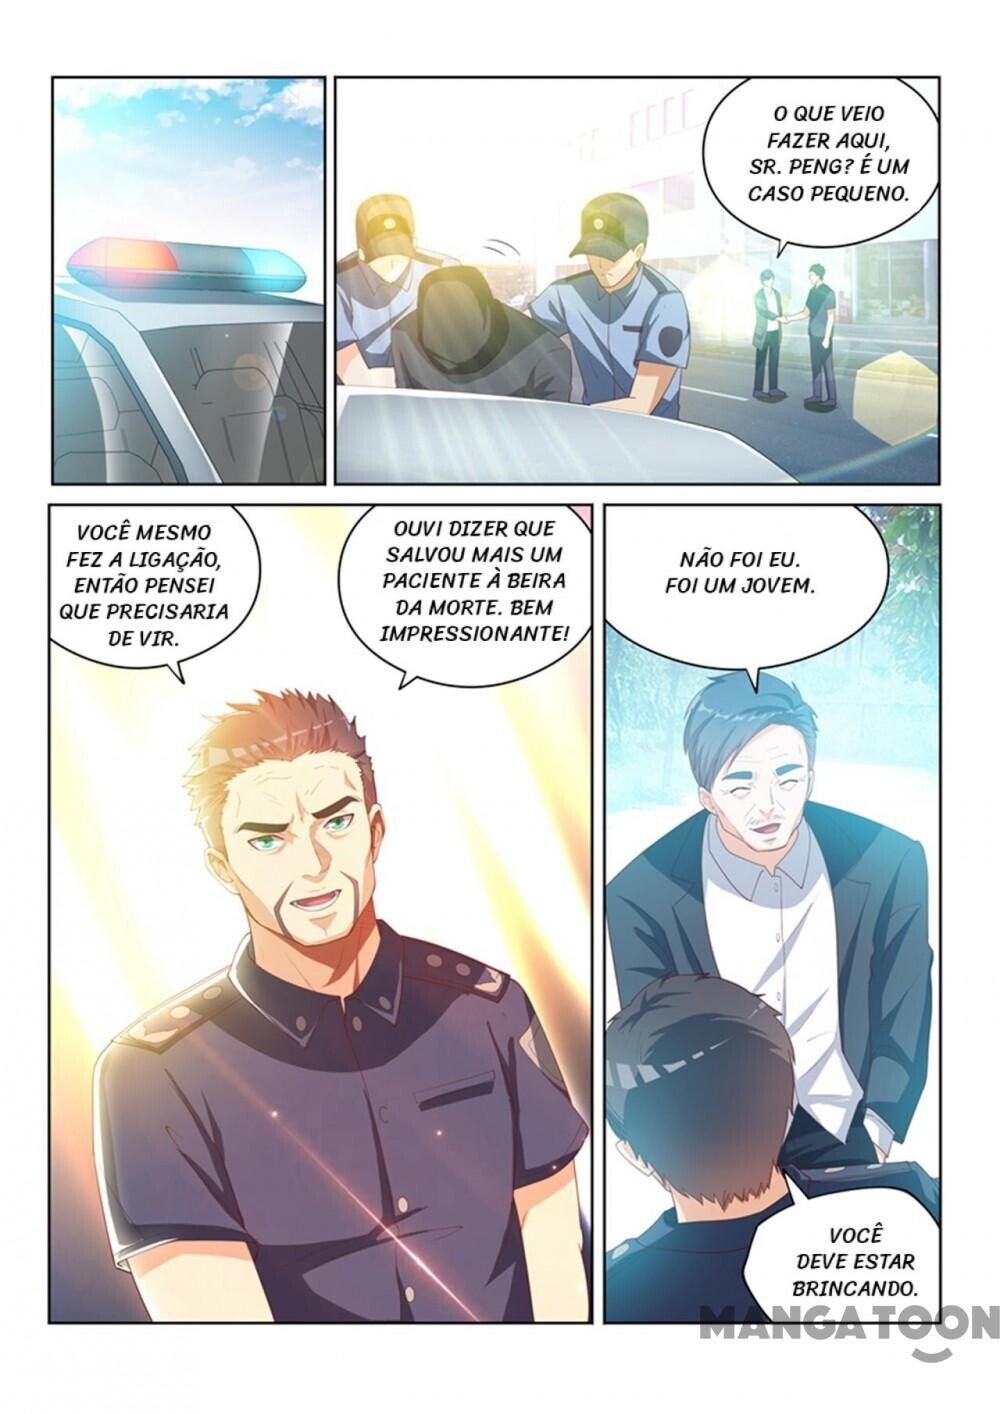 O QUE VEIO
FAZER AQUI,
SR. PENG? É UM
CASO PEQUENO.
VOCÊ MESMO
FEZ A LIGAÇÃO,
ENTÃO PENSEI
QUE PRECISARIA
DE VIR.
OUVI DIZER QUE
SALVOU MAIS UM
PACIENTE À BEIRA
DA MORTE. BEM
IMPRESSIONANTE!
NÃO FOI EU.
FOI UM JOVEM.
VOCÊ
DEVE ESTAR
BRINCANDO.
MANGATOON